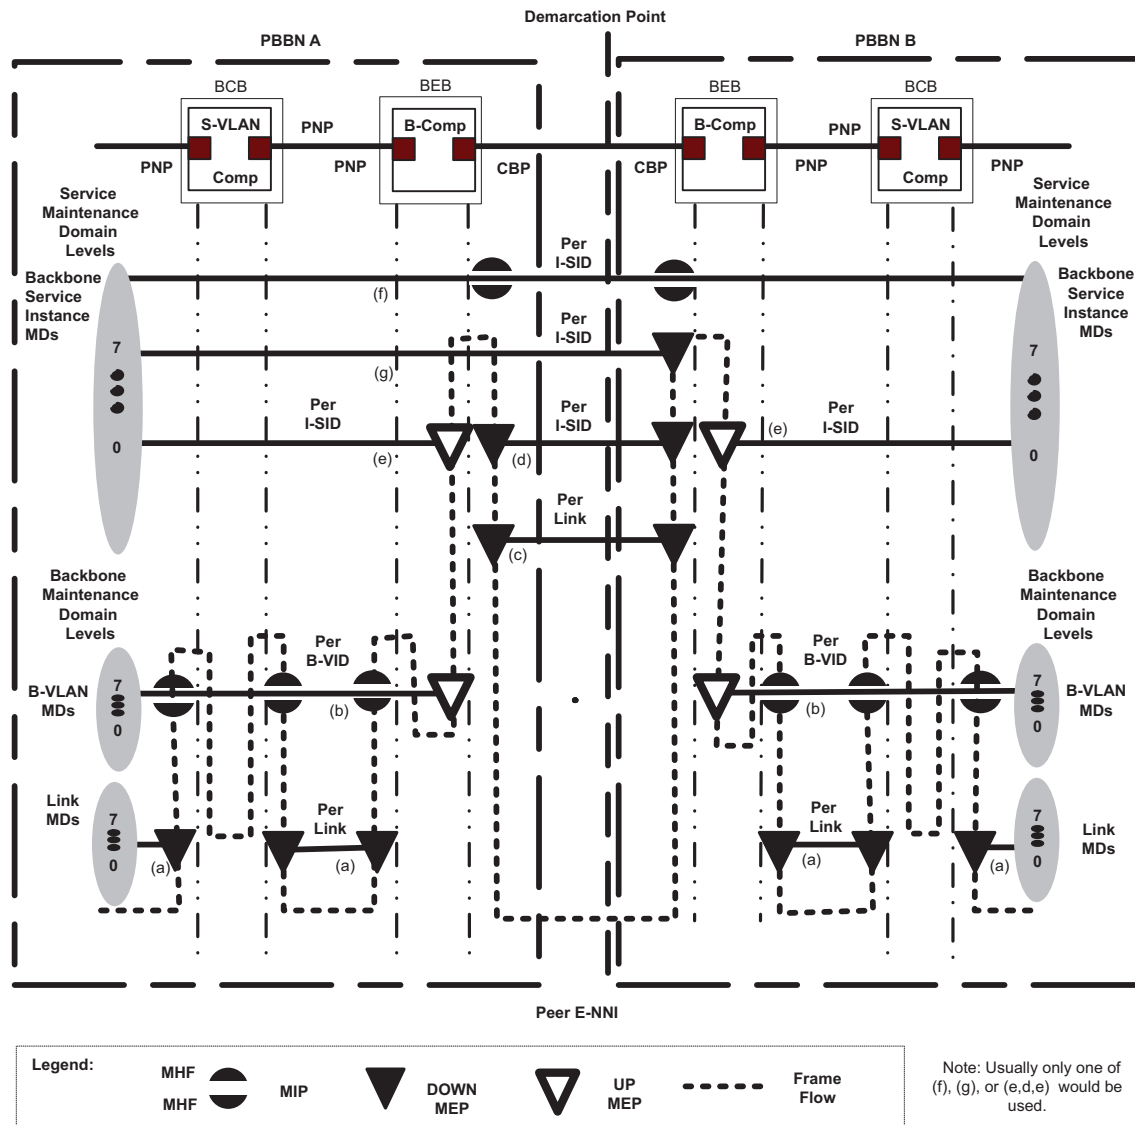 Demarcation Point
PBBN A
PBBN B
BCB
BEB
BEB
BCB
S-VLAN
PNP
B-Comp
B-Comp
PNP
S-VLAN
PNP
Comp
PNP
CBP
CBP
PNP
Comp
PNP
Service
Maintenance
Domain
Levels
Service
Maintenance
Domain
Levels
Per
I-SID
Backbone
Service
Instance
MDs
(f)
Backbone
Service
Instance
MDs
Per
I-SID
7
(g)
7
Per
I-SID
Per
I-SID
(e)
Per
I-SID
0
(e)
(d)
0
Per
Link
(c)
Backbone
Maintenance
Domain
Levels
Backbone
Maintenance
Domain
Levels
Per
B-VID
Per
B-VID
B-VLAN
MDs
7
0
(b)
(b)
7
0
B-VLAN
MDs
Link
MDs
7
0
(a)
Per
Link
(a)
Per
Link
(a)
(a)
7
0
Link
MDs
Peer E-NNI
Legend:
MHF
MHF
MIP
DOWN
MEP
UP
MEP
Frame
Flow
Note: Usually only one of
(f), (g), or (e,d,e) would be
used.